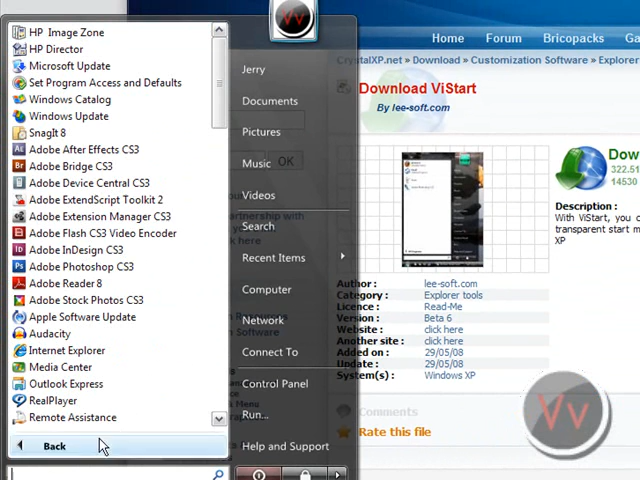 HP Image Zone
HP Director
Microsoft Update
Set Program Access and Defaults
Windows Catalog
Windows Update
SnagIt 8
Adobe After Effects CS3
Adobe Bridge CS3
Adobe Device Central CS3
Adobe ExtendScript Toolkit 2
Adobe Extension Manager CS3
Adobe Flash CS3 Video Encoder
Adobe InDesign CS3
Adobe Photoshop CS3
Adobe Reader 8
Adobe Stock Photos CS3
Apple Software Update
Audacity
Internet Explorer
Media Center
Outlook Express
RealPlayer
Remote Assistance
Back
Jerry
Documents
Pictures
Music
Videos
Search
Recent Items
Computer
Network
Connect To
Control Panel
Run...
Help and Support
OK
Home Forum Bricopacks Ga
CrystalXP.net » Download » Customization Software » Explorer
Download ViStart
By lee-soft.com
Dow
322.51
14530
Description :
With ViStart, you c
transparent start m
XP
Author : lee-soft.com
Category : Explorer tools
Licence : Read-Me
Version : Beta 6
Website : click here
Another site : click here
Added on : 29/05/08
Update : 29/05/08
System(s) : Windows XP
Comments
Rate this file
Vv